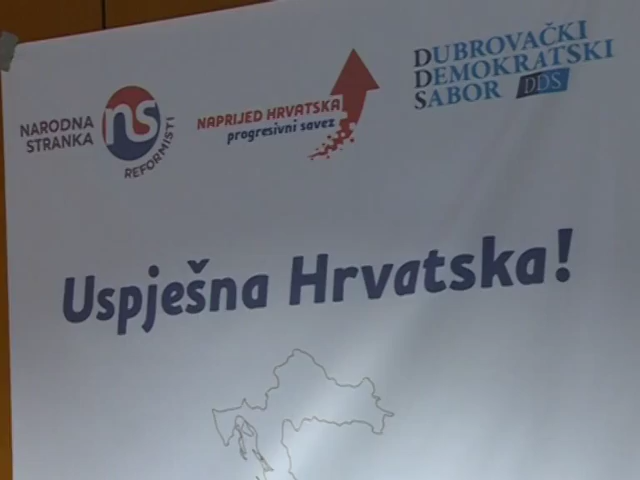 NARODNA
STRANKA
ns
REFORMISTI
NAPRIJED HRVATSKA
progresivni savez
DUBROVAČKI
DEMOKRATSKI
SABOR DDS
Uspješna Hrvatska!